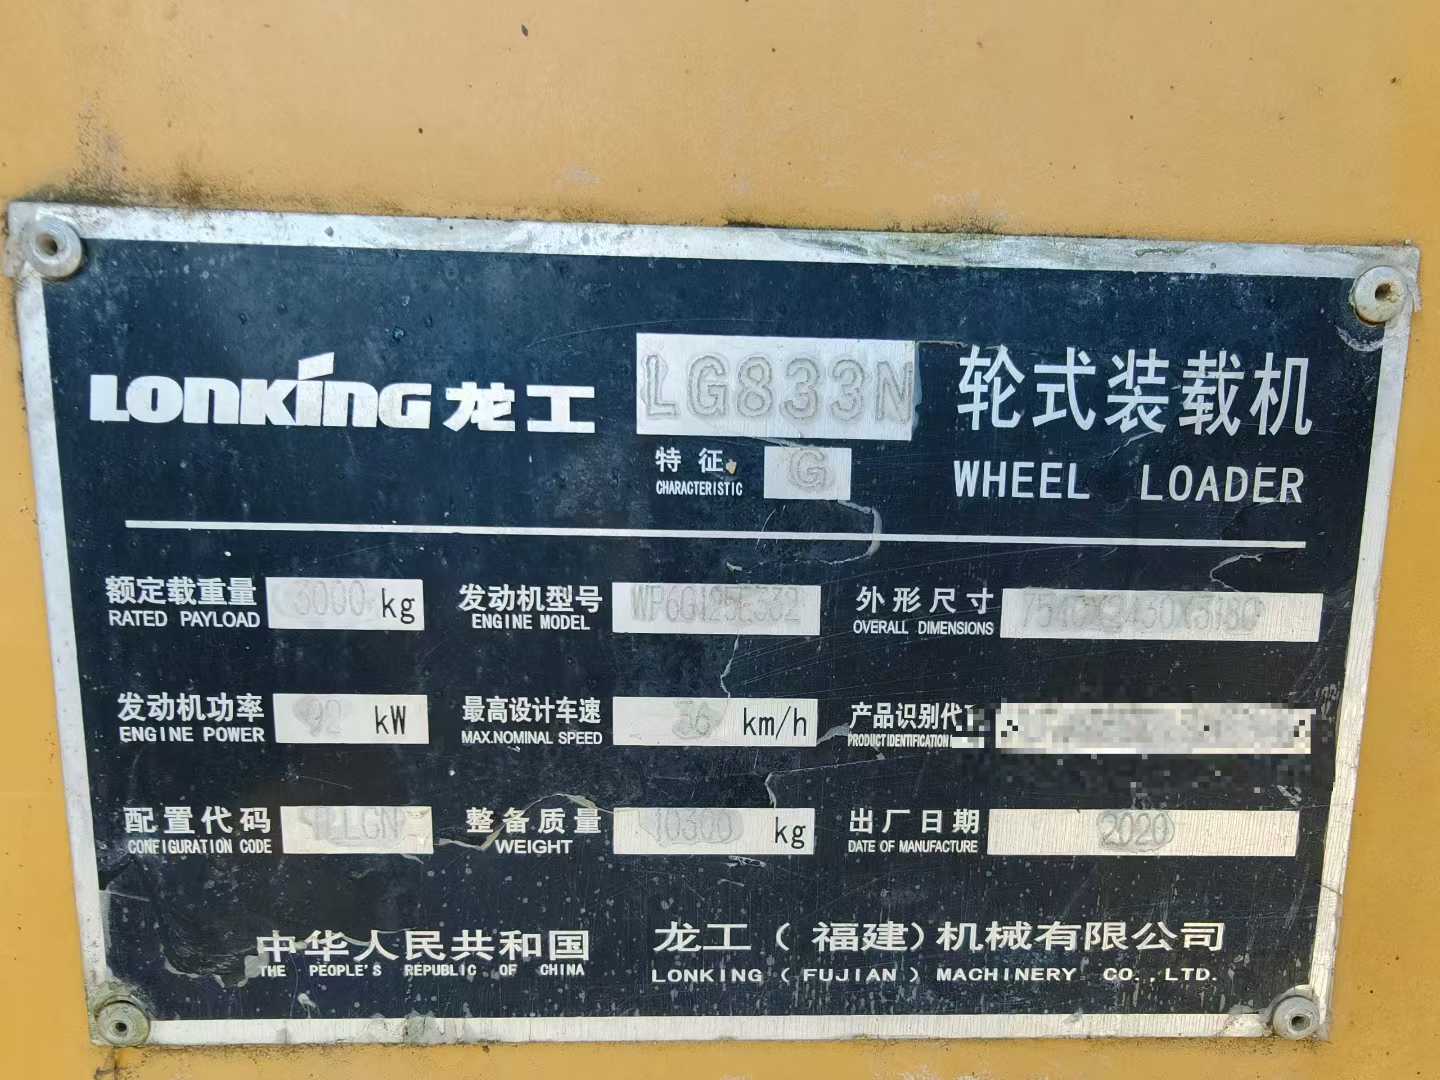 LONKING 龙工 LG833N 轮式装载机
特征 G
CHARACTERISTIC
WHEEL LOADER
额定载重量 3000 kg 发动机型号 WP6G125E332 外形尺寸
RATED PAYLOAD ENGINE MODEL OVERALL DIMENSIONS
发动机功率 92 kW 最高设计车速 36 km/h 产品识别代
ENGINE POWER MAX.NOMINAL SPEED PRODUCT IDENTIFICATION
配置代码 整备质量 10300 kg 出厂日期 2020
CONFIGURATION CODE WEIGHT DATE OF MANUFACTURE
中华人民共和国 龙工（福建）机械有限公司
THE PEOPLE'S REPUBLIC OF CHINA LONKING (FUJIAN) MACHINERY CO.,LTD.